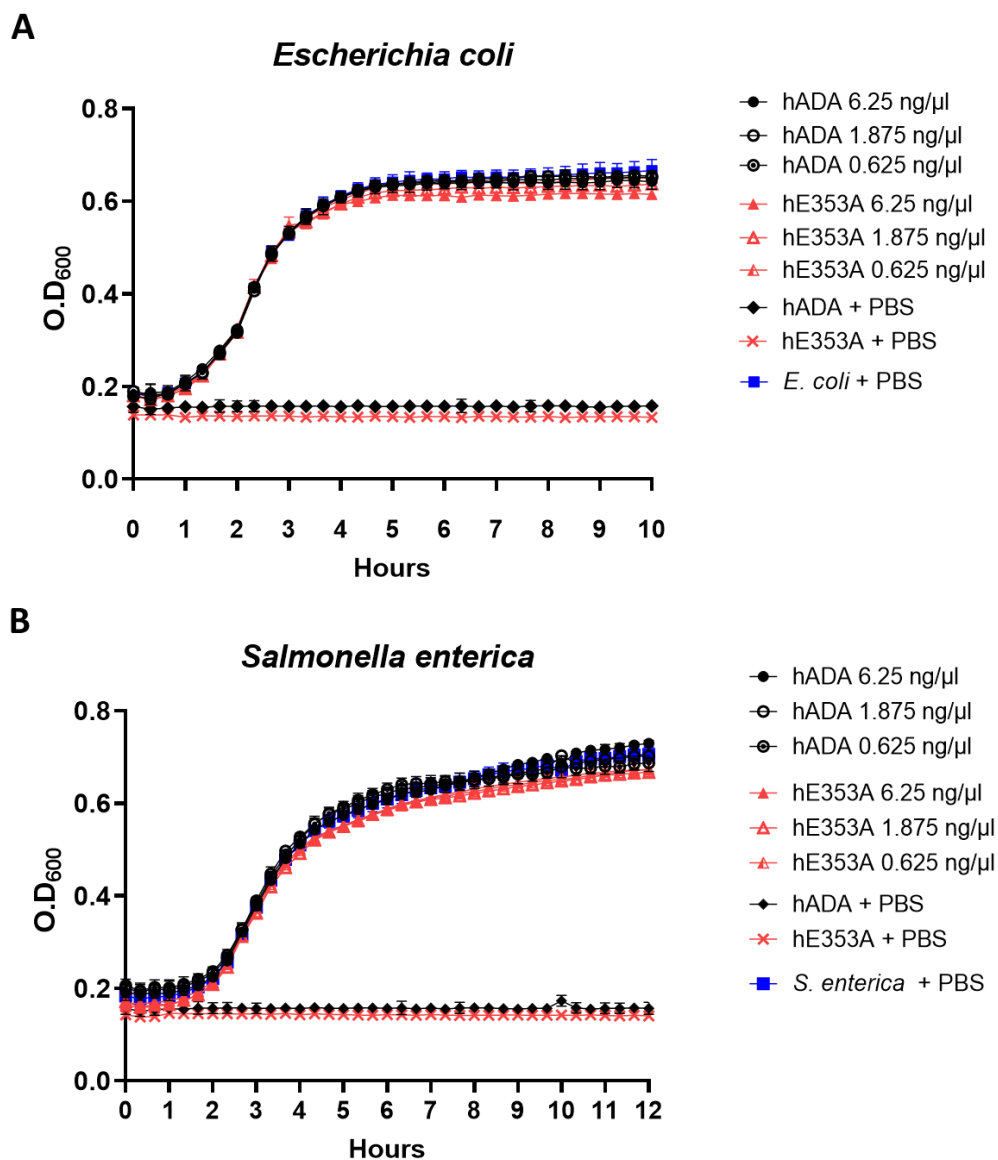 A
Escherichia coli
0.8
0.6
0.4
0.2
0.0
O.D600
0 1 2 3 4 5 6 7 8 9 10
Hours
hADA 6.25 ng/µl
hADA 1.875 ng/µl
hADA 0.625 ng/µl
hE353A 6.25 ng/µl
hE353A 1.875 ng/µl
hE353A 0.625 ng/µl
hADA + PBS
hE353A + PBS
E. coli + PBS
B
Salmonella enterica
0.8
0.6
0.4
0.2
0.0
O.D600
0 1 2 3 4 5 6 7 8 9 10 11 12
Hours
hADA 6.25 ng/µl
hADA 1.875 ng/µl
hADA 0.625 ng/µl
hE353A 6.25 ng/µl
hE353A 1.875 ng/µl
hE353A 0.625 ng/µl
hADA + PBS
hE353A + PBS
S. enterica + PBS